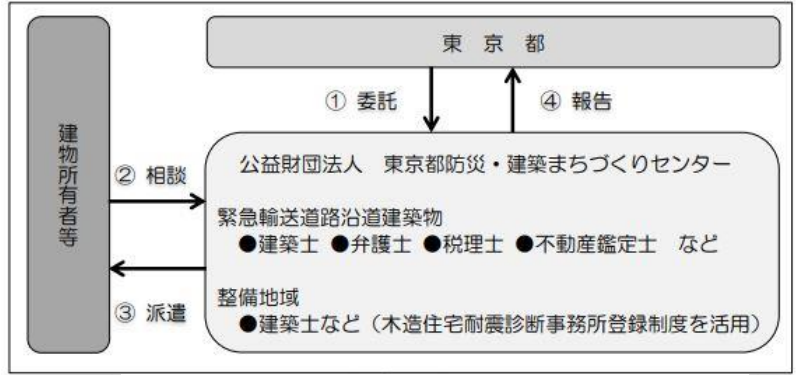 東京都
① 委託
④ 報告
建物所有者等
② 相談
③ 派遣
公益財団法人　東京都防災・建築まちづくりセンター
緊急輸送道路沿道建築物
●建築士 ●弁護士 ●税理士 ●不動産鑑定士　など
整備地域
●建築士など（木造住宅耐震診断事務所登録制度を活用）